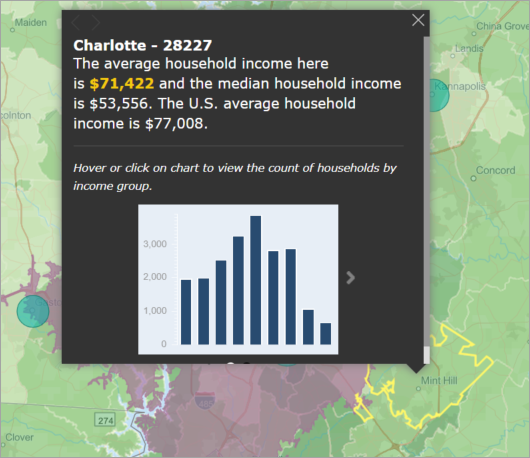 Maiden
China Grove
Landis
Kannapolis
Concord
Mint Hill
274
Clover
Charlotte - 28227
The average household income here
is $71,422 and the median household income
is $53,556. The U.S. average household
income is $77,008.
Hover or click on chart to view the count of households by
income group.
3,000
2,000
1,000
0